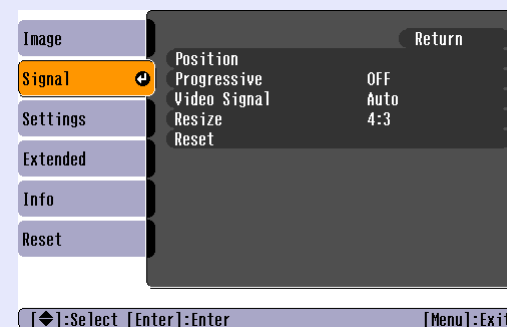 Image
Signal
Settings
Extended
Info
Reset
Return
Position
Progressive OFF
Video Signal Auto
Resize 4:3
Reset
[◆]:Select [Enter]:Enter [Menu]:Exit